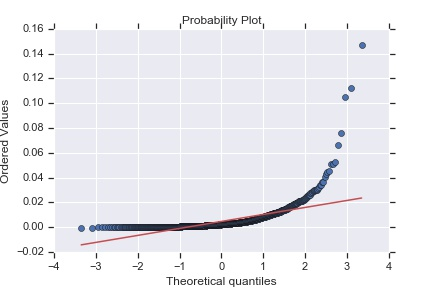 Probability Plot
0.16
0.14
0.12
0.10
0.08
0.06
0.04
0.02
0.00
−0.02
Ordered Values
−4 −3 −2 −1 0 1 2 3 4
Theoretical quantiles